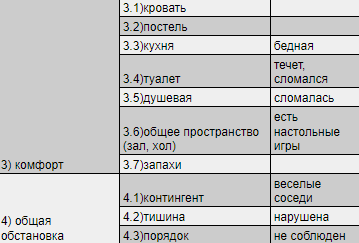 3.1)кровать
3.2)постель
3.3)кухня бедная
течет,
3.4)туалет сломался
3.5)душевая сломалась
есть
3.6)общее пространство настольные
(зал, хол) игры
3) комфорт 3.7)запахи
веселые
4.1)контингент соседи
4) общая 4.2)тишина нарушена
обстановка 4.3)порядок не соблюден